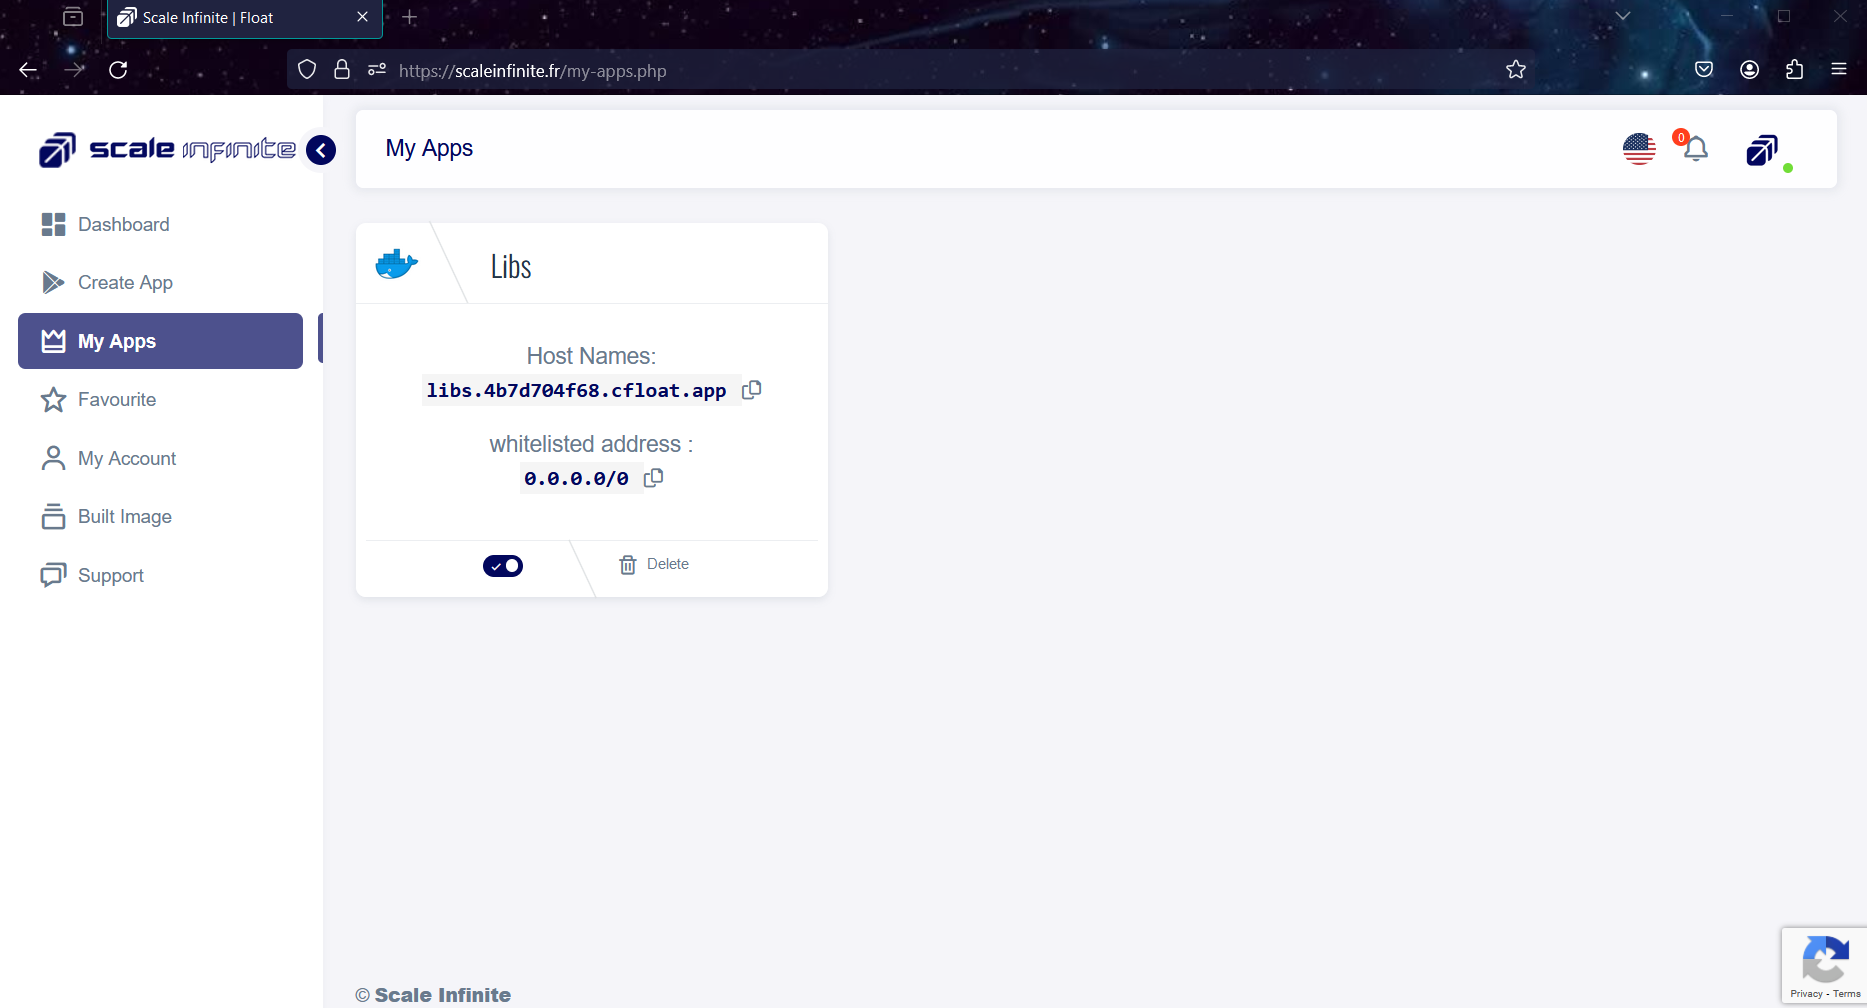 Scale Infinite | Float
https://scaleinfinite.fr/my-apps.php
scale infinite
My Apps
0
Dashboard
Create App
My Apps
Favourite
My Account
Built Image
Support
Libs
Host Names:
libs.4b7d704f68.cfloat.app
whitelisted address :
0.0.0.0/0
Delete
© Scale Infinite
Privacy - Terms